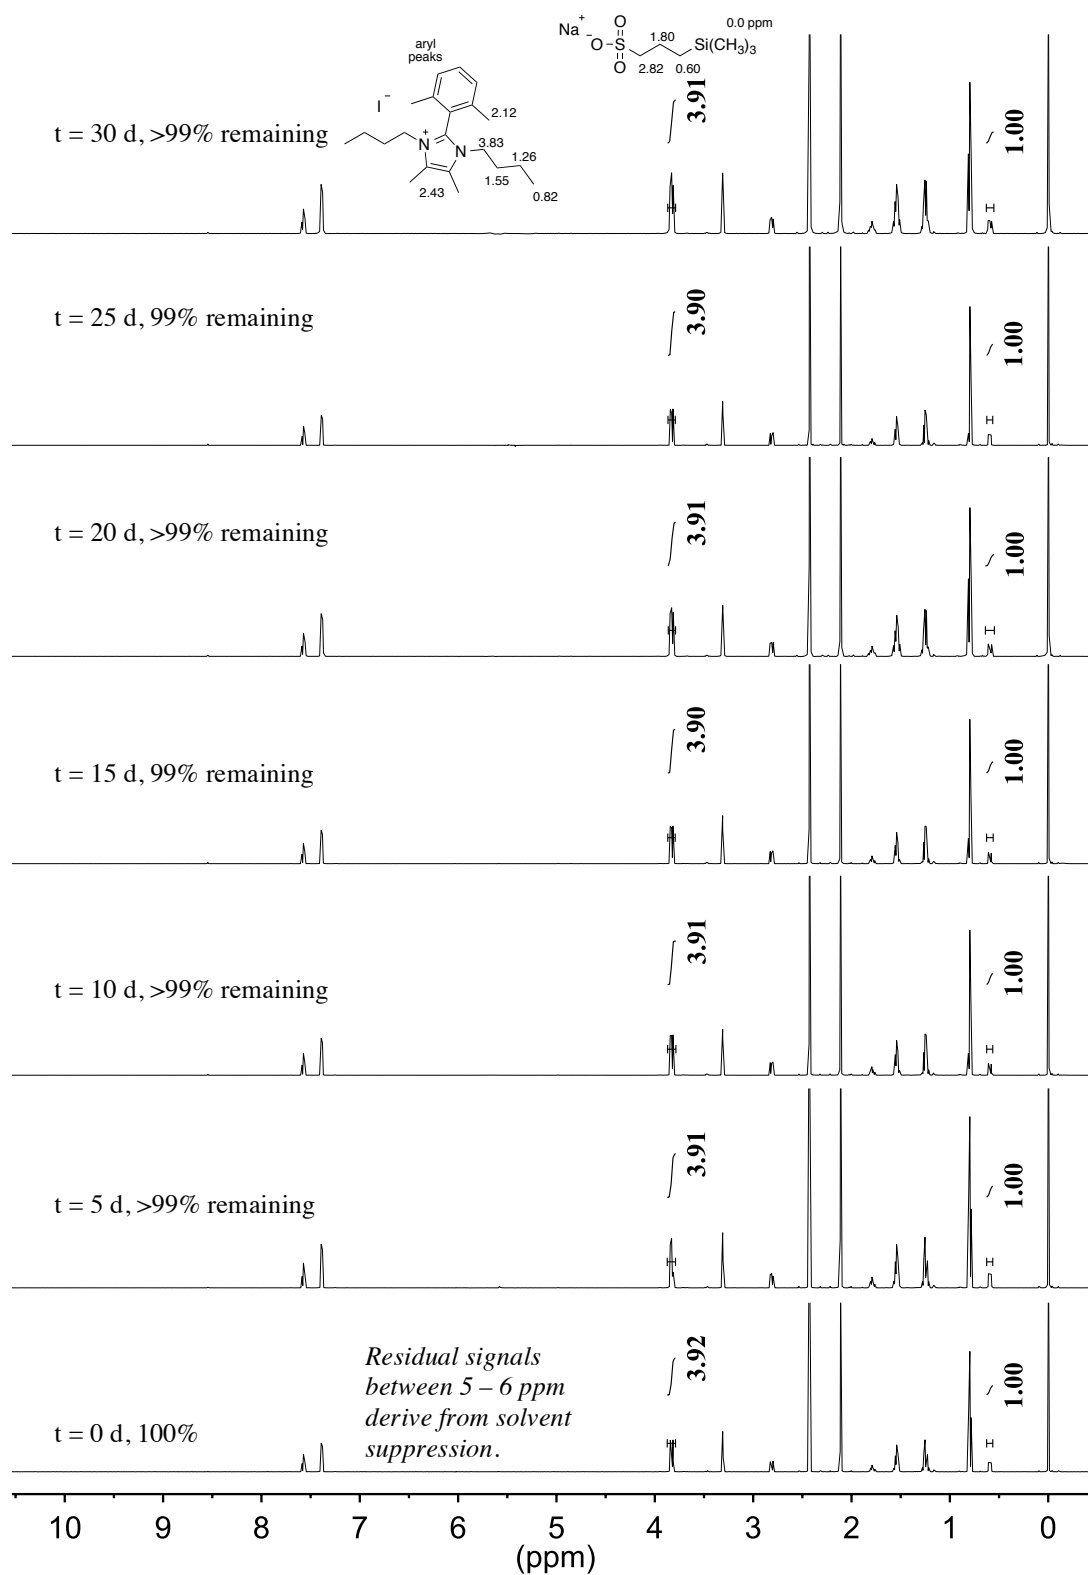 Na⁺
⁻O-S
O
O
1.80
2.82
0.60
Si(CH₃)₃
0.0 ppm
aryl
peaks
I⁻
2.12
N⁺
N
3.83
1.26
1.55
0.82
2.43
t = 30 d, >99% remaining
3.91
1.00
t = 25 d, 99% remaining
3.90
1.00
t = 20 d, >99% remaining
3.91
1.00
t = 15 d, 99% remaining
3.90
1.00
t = 10 d, >99% remaining
3.91
1.00
t = 5 d, >99% remaining
3.91
1.00
t = 0 d, 100%
Residual signals
between 5 – 6 ppm
derive from solvent
suppression.
3.92
1.00
10 9 8 7 6 5 4 3 2 1 0
(ppm)